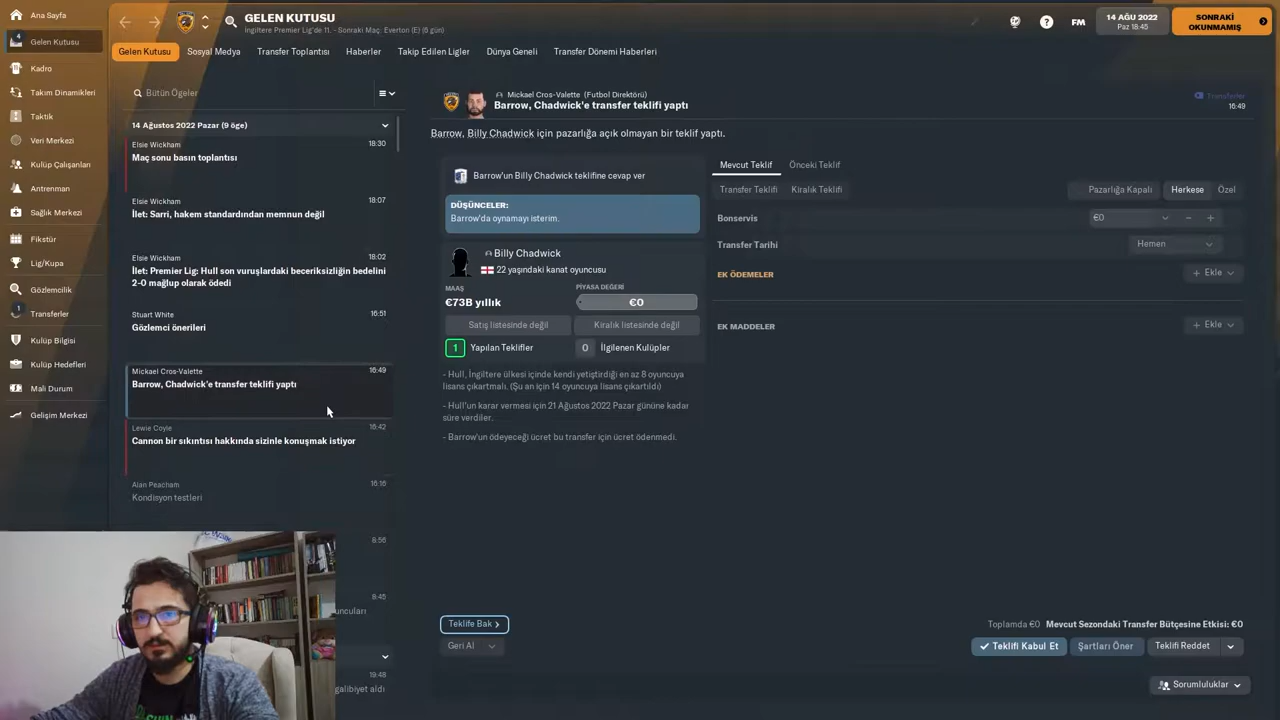 Ana Sayfa
4
Gelen Kutusu
Kadro
Takım Dinamikleri
Taktik
Veri Merkezi
Kulüp Çalışanları
Antrenman
Sağlık Merkezi
Fikstür
Lig/Kupa
Gözlemcilik
1
Transferler
Kulüp Bilgisi
Kulüp Hedefleri
Mali Durum
Gelişim Merkezi
GELEN KUTUSU
İngiltere Premier Lig'de 11. - Sonraki Maç: Everton (E) (6 gün)
FM
14 AĞU 2022
Paz 18:45
SONRAKİ
OKUNMAMIŞ
Gelen Kutusu
Sosyal Medya
Transfer Toplantısı
Haberler
Takip Edilen Ligler
Dünya Geneli
Transfer Dönemi Haberleri
Bütün Ögeler
14 Ağustos 2022 Pazar (9 öge)
Elsie Wickham 18:30
Maç sonu basın toplantısı
Elsie Wickham 18:07
İlet: Sarri, hakem standardından memnun değil
Elsie Wickham 18:02
İlet: Premier Lig: Hull son vuruşlardaki beceriksizliğin bedelini
2-0 mağlup olarak ödedi
Stuart White 16:51
Gözlemci önerileri
Mickael Cros-Valette 16:49
Barrow, Chadwick'e transfer teklifi yaptı
Lewie Coyle 16:42
Cannon bir sıkıntısı hakkında sizinle konuşmak istiyor
Alan Peacham 16:16
Kondisyon testleri
8:56
8:45
uncuları
19:48
galibiyet aldı
Mickael Cros-Valette (Futbol Direktörü)
Barrow, Chadwick'e transfer teklifi yaptı
Transferler
16:49
Barrow, Billy Chadwick için pazarlığa açık olmayan bir teklif yaptı.
Barrow'un Billy Chadwick teklifine cevap ver
DÜŞÜNCELER:
Barrow'da oynamayı isterim.
Billy Chadwick
22 yaşındaki kanat oyuncusu
MAAŞ
€73B yıllık
PİYASA DEĞERİ
€0
Satış listesinde değil
Kiralık listesinde değil
1 Yapılan Teklifler
0 İlgilenen Kulüpler
- Hull, İngiltere ülkesi içinde kendi yetiştirdiği en az 8 oyuncuya
lisans çıkartmalı. (Şu an için 14 oyuncuya lisans çıkartıldı)
- Hull'un karar vermesi için 21 Ağustos 2022 Pazar gününe kadar
süre verdiler.
- Barrow'un ödeyeceği ücret bu transfer için ücret ödenmedi.
Mevcut Teklif
Önceki Teklif
Transfer Teklifi
Kiralık Teklifi
Pazarlığa Kapalı
Herkese
Özel
Bonservis
€0
Transfer Tarihi
Hemen
EK ÖDEMELER
+ Ekle
EK MADDELER
+ Ekle
Teklife Bak
Geri Al
Toplamda €0 Mevcut Sezondaki Transfer Bütçesine Etkisi: €0
Teklifi Kabul Et
Şartları Öner
Teklifi Reddet
Sorumluluklar